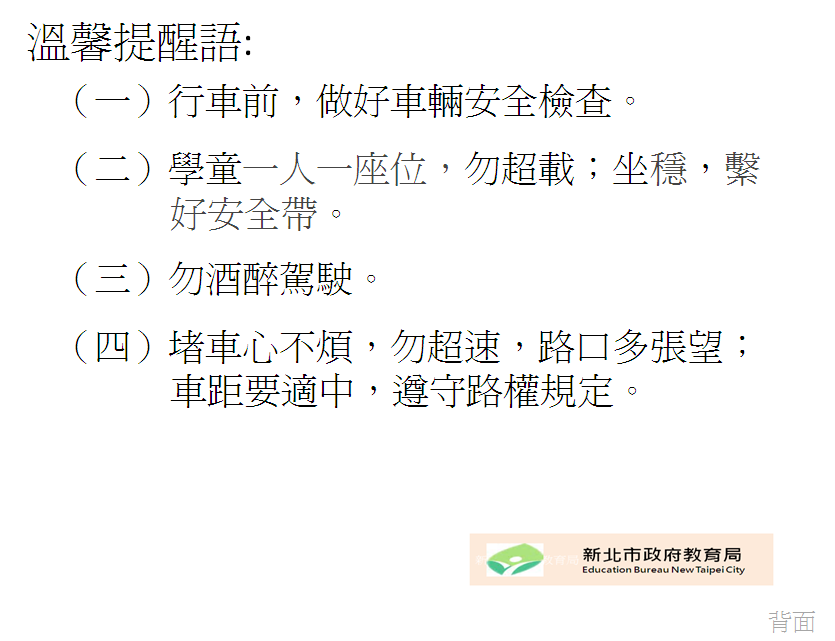 溫馨提醒語:
（一）行車前，做好車輛安全檢查。
（二）學童一人一座位，勿超載；坐穩，繫
好安全帶。
（三）勿酒醉駕駛。
（四）堵車心不煩，勿超速，路口多張望；
車距要適中，遵守路權規定。
新北市政府教育局
Education Bureau New Taipei City
背面